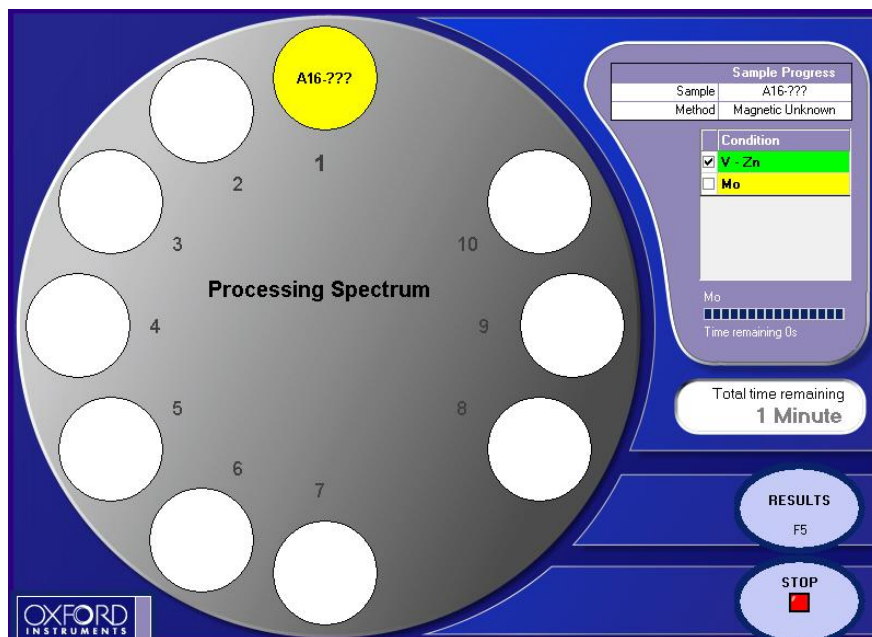 A16-???
1
2
3
4
5
6
7
8
9
10
Processing Spectrum
Sample Progress
Sample A16-???
Method Magnetic Unknown
Condition
V - Zn
Mo
Mo
Time remaining 0s
Total time remaining
1 Minute
RESULTS
F5
STOP
OXFORD
INSTRUMENTS